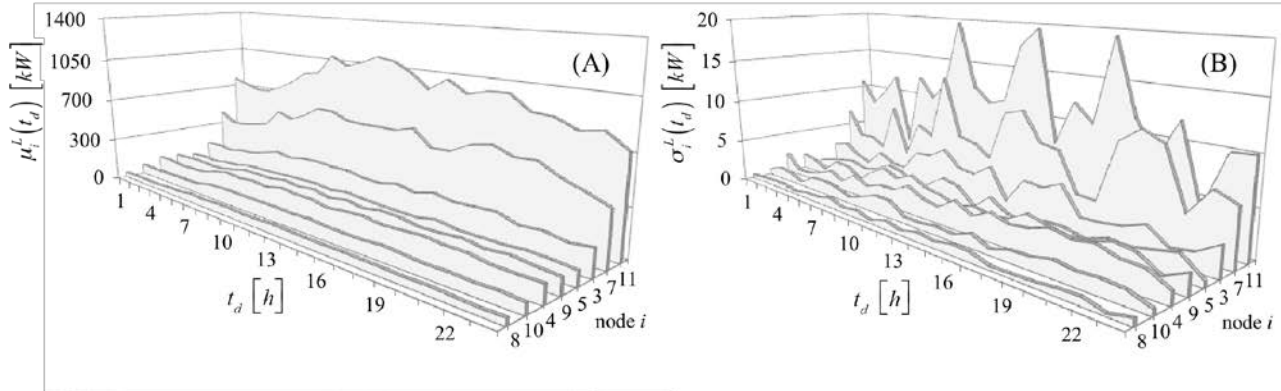 μ_i^L(t_d) [kW]
1400
1050
700
300
0
(A)
1 4 7 10 13 16 19 22
t_d [h]
8 10 4 9 5 3 7 11
node i
σ_i^L(t_d) [kW]
20
15
10
5
0
(B)
1 4 7 10 13 16 19 22
t_d [h]
8 10 4 9 5 3 7 11
node i